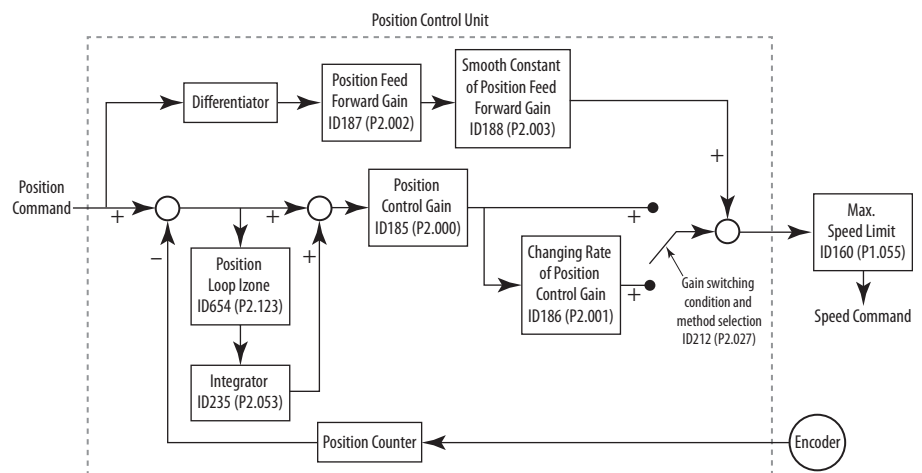 Position Control Unit
Differentiator
Position Feed
Forward Gain
ID187 (P2.002)
Smooth Constant
of Position Feed
Forward Gain
ID188 (P2.003)
+
Position
Command
+
−
+
+
Position
Control Gain
ID185 (P2.000)
+
Position
Loop Izone
ID654 (P2.123)
Integrator
ID235 (P2.053)
Changing Rate
of Position
Control Gain
ID186 (P2.001)
+
Gain switching
condition and
method selection
ID212 (P2.027)
Max.
Speed Limit
ID160 (P1.055)
Speed Command
Position Counter
Encoder